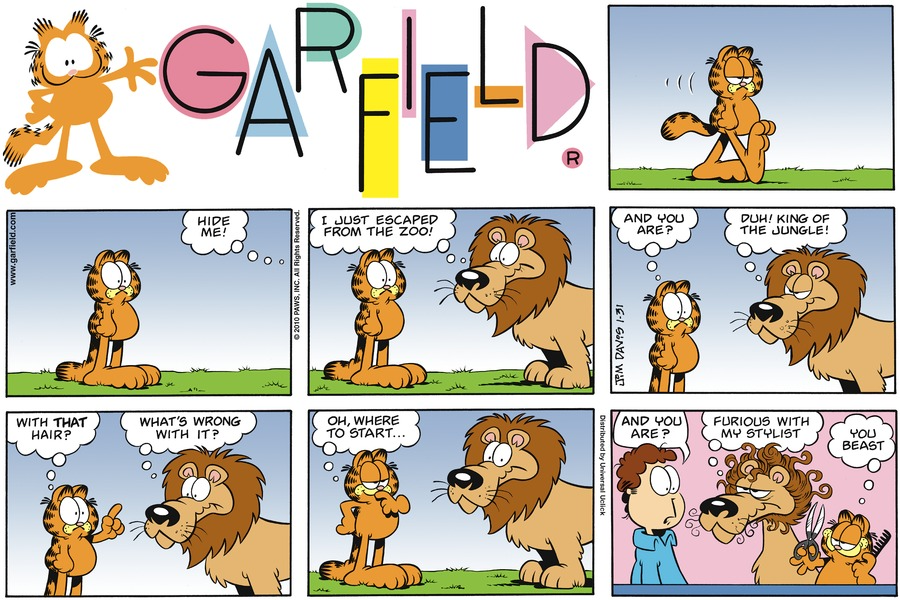 GARFIELD
®
www.garfield.com
HIDE
ME!
© 2010 PAWS, INC. All Rights Reserved.
I JUST ESCAPED
FROM THE ZOO!
AND YOU
ARE?
DUH! KING OF
THE JUNGLE!
JIM DAVIS 1·31
WITH THAT
HAIR?
WHAT'S WRONG
WITH IT?
OH, WHERE
TO START...
Distributed by Universal Uclick
AND YOU
ARE?
FURIOUS WITH
MY STYLIST
YOU
BEAST